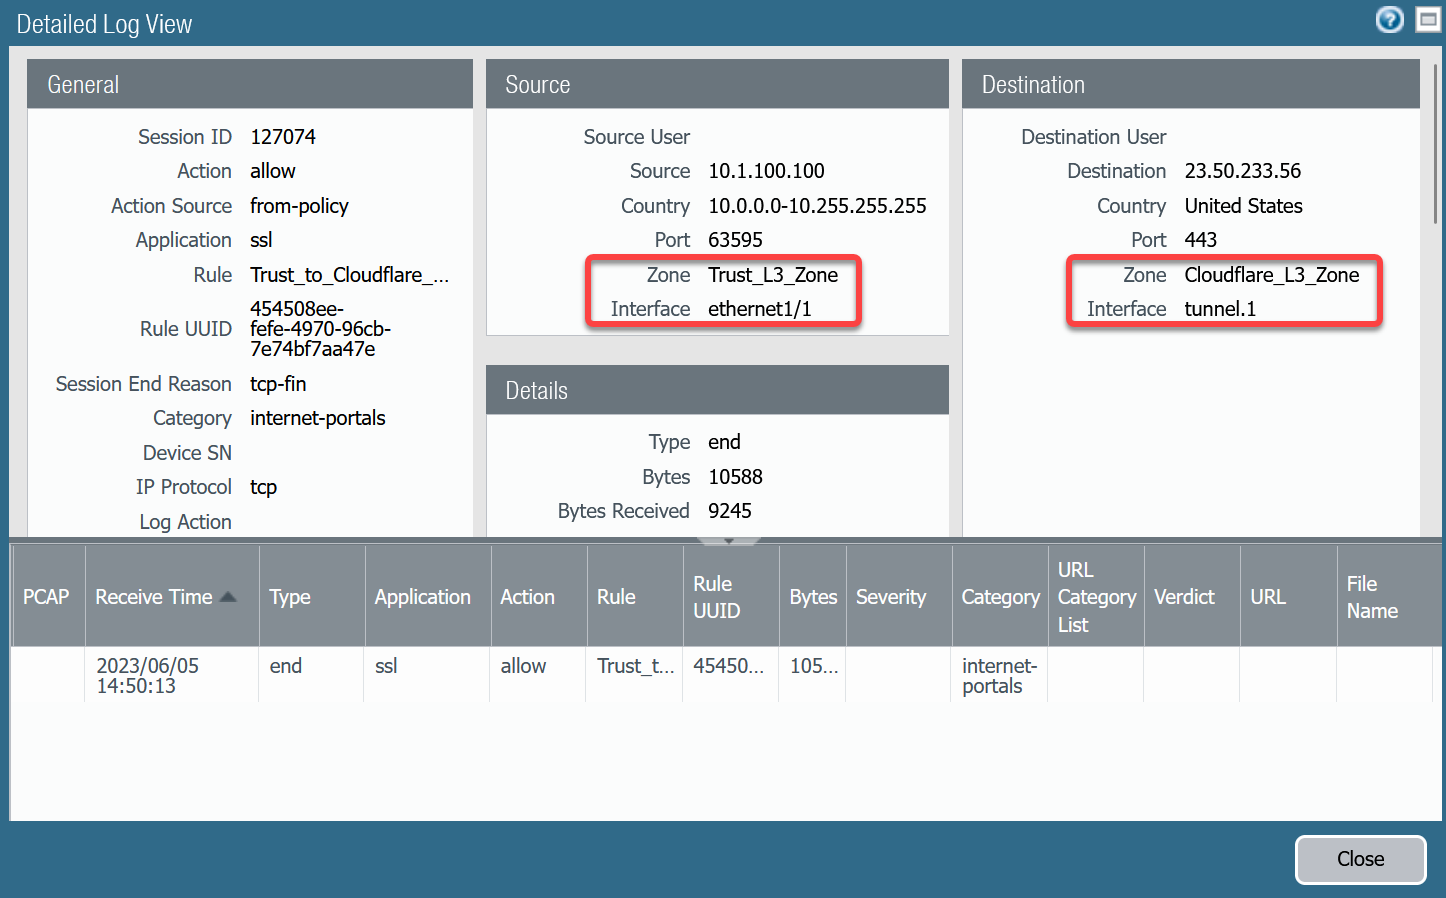 Detailed Log View
General
Session ID 127074
Action allow
Action Source from-policy
Application ssl
Rule Trust_to_Cloudflare_...
Rule UUID 454508ee-
fefe-4970-96cb-
7e74bf7aa47e
Session End Reason tcp-fin
Category internet-portals
Device SN
IP Protocol tcp
Log Action
Source
Source User
Source 10.1.100.100
Country 10.0.0.0-10.255.255.255
Port 63595
Zone Trust_L3_Zone
Interface ethernet1/1
Details
Type end
Bytes 10588
Bytes Received 9245
Destination
Destination User
Destination 23.50.233.56
Country United States
Port 443
Zone Cloudflare_L3_Zone
Interface tunnel.1
PCAP Receive Time Type Application Action Rule Rule UUID Bytes Severity Category URL Category List Verdict URL File Name
2023/06/05 14:50:13 end ssl allow Trust_t... 45450... 105... internet-portals
Close